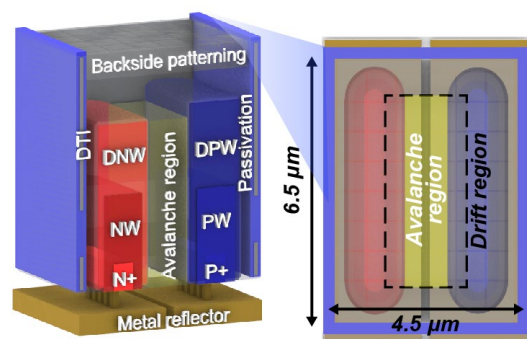 Backside patterning
DTI
DNW
Avalanche region
DPW
Passivation
NW
PW
N+
P+
Metal reflector
6.5 µm
Avalanche
region
Drift region
4.5 µm